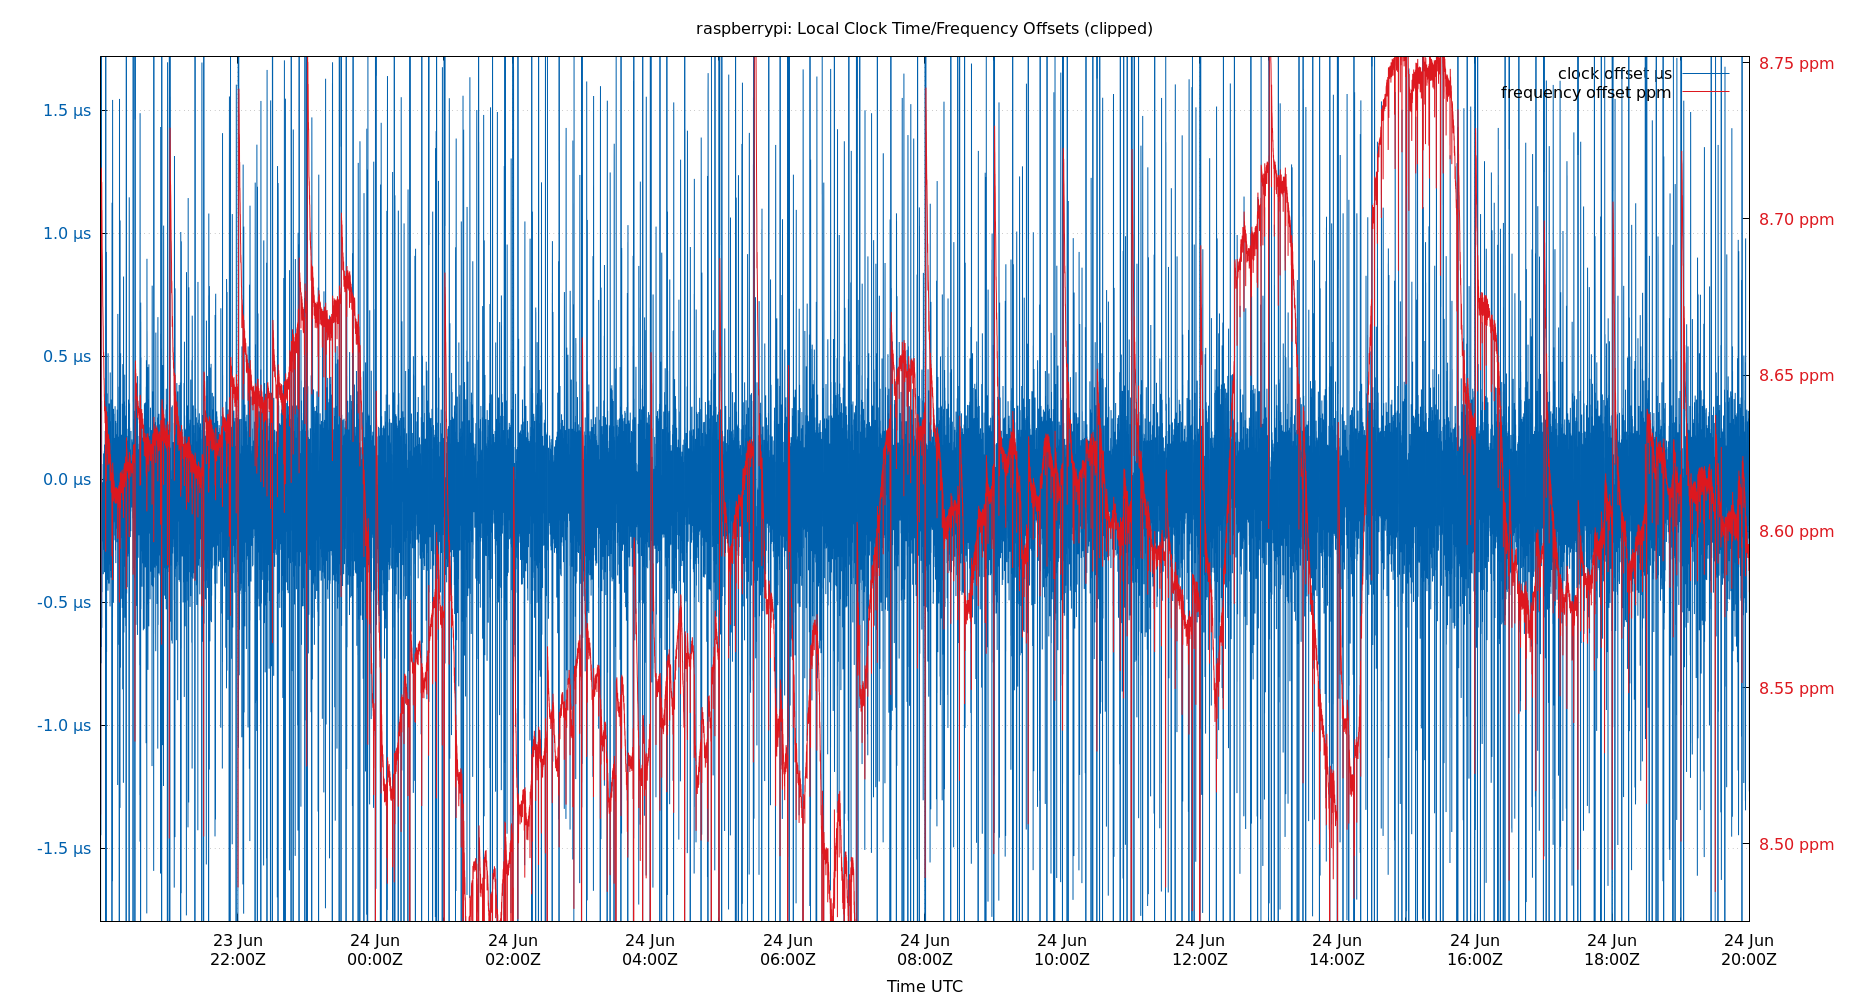 raspberrypi: Local Clock Time/Frequency Offsets (clipped)
clock offset µs
frequency offset ppm
1.5 µs
1.0 µs
0.5 µs
0.0 µs
-0.5 µs
-1.0 µs
-1.5 µs
8.75 ppm
8.70 ppm
8.65 ppm
8.60 ppm
8.55 ppm
8.50 ppm
23 Jun 24 Jun 24 Jun 24 Jun 24 Jun 24 Jun 24 Jun 24 Jun 24 Jun 24 Jun 24 Jun 24 Jun
22:00Z 00:00Z 02:00Z 04:00Z 06:00Z 08:00Z 10:00Z 12:00Z 14:00Z 16:00Z 18:00Z 20:00Z
Time UTC